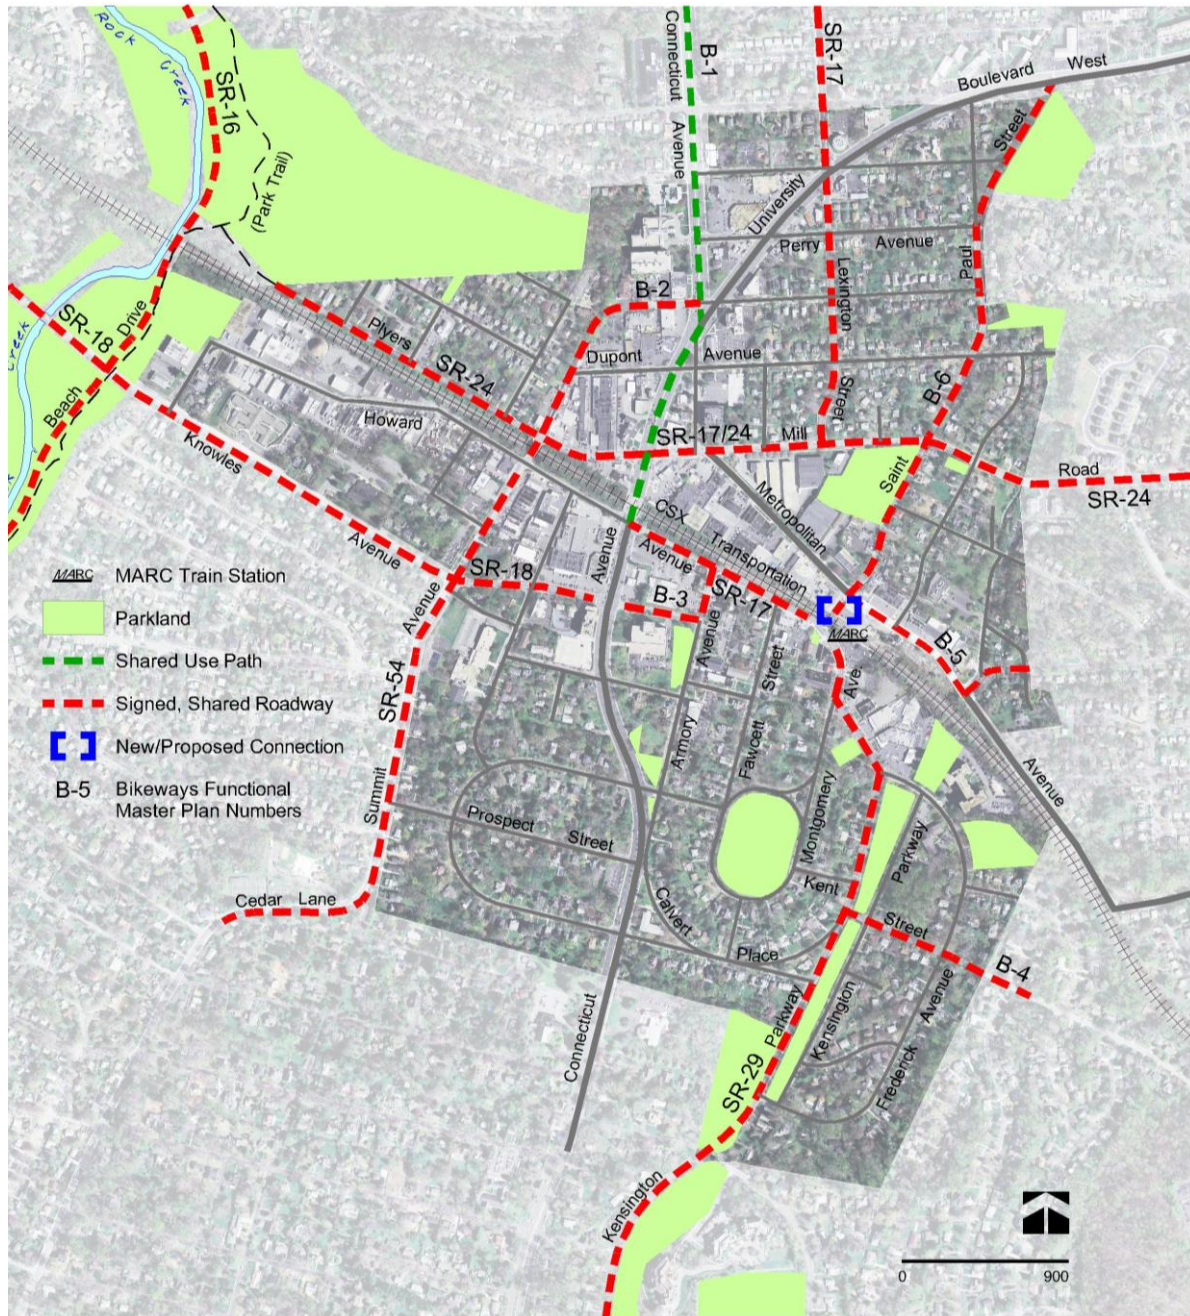 ROCK
Creek
SR-16
(Park Trail)
Connecticut
Avenue
B-1
SR-17
Boulevard West
University
Street
Perry Avenue
Paul
Lexington
Street
B-2
Dupont Avenue
B-6
SR-18
Drive
Beach
Creek
Plyers
SR-24
SR-17/24
Mill
Road
SR-24
Saint
Howard
Knowles
Avenue
Metropolitan
CSX
Transportation
Avenue
Avenue
SR-18
B-3
SR-17
MARC
B-5
Avenue
MARC MARC Train Station
Parkland
Shared Use Path
Signed, Shared Roadway
New/Proposed Connection
B-5 Bikeways Functional
Master Plan Numbers
Avenue
SR-54
Summit
Cedar Lane
Avenue
Armory
Street
Fawcett
Ave.
Montgomery
Prospect Street
Kent
Street
Parkway
B-4
Calvert
Place
Connecticut
Parkway
Kensington
Avenue
Frederick
SR-29
Kensington
0 900